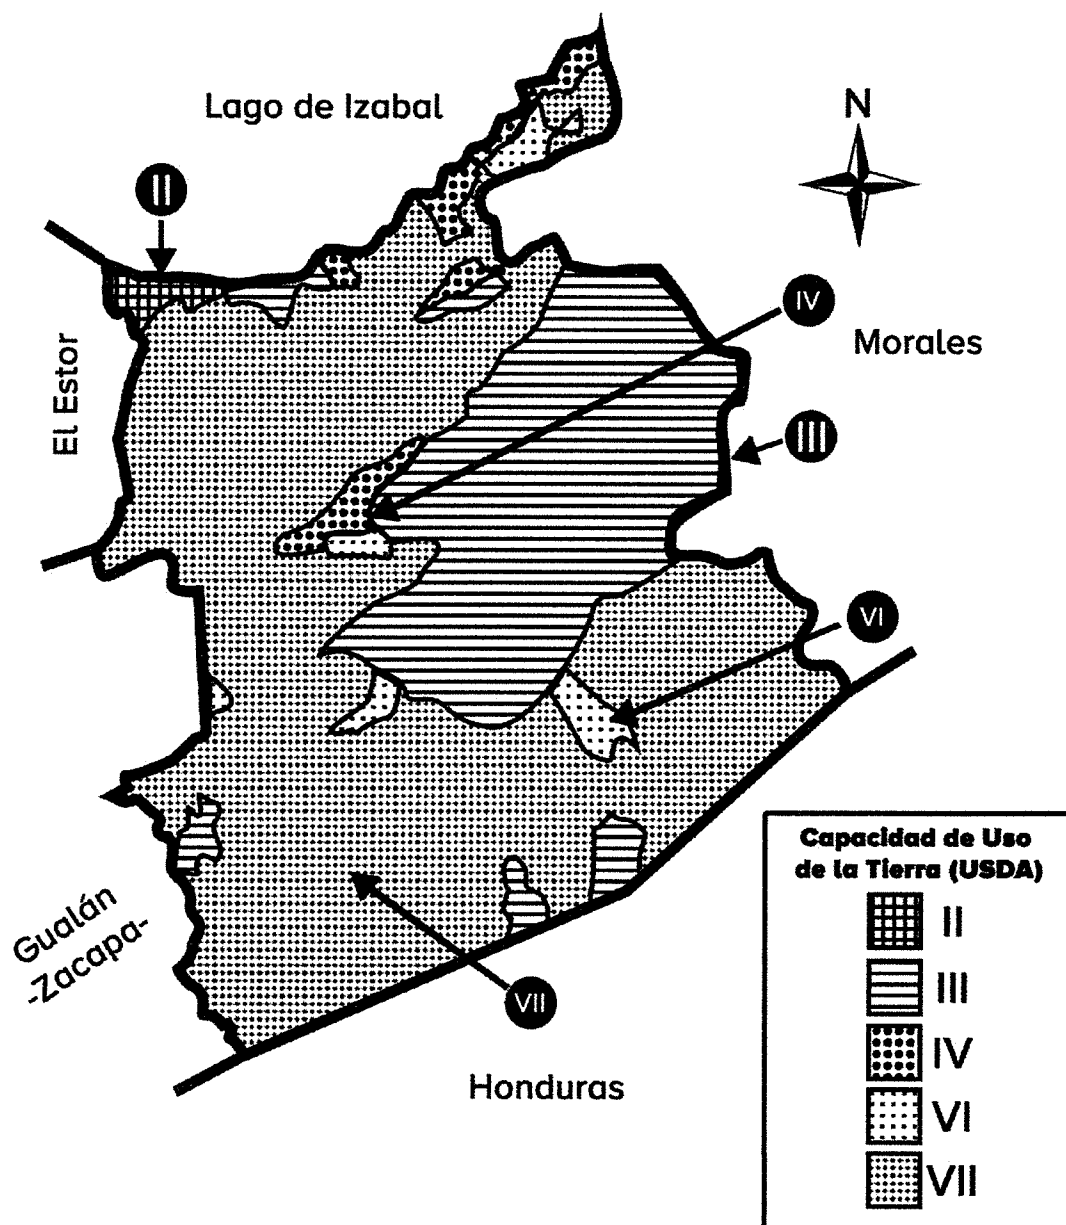 Lago de Izabal
N
II
IV
Morales
El Estor
III
VI
Capacidad de Uso
de la Tierra (USDA)
II
III
IV
VI
VII
Gualán
-Zacapa-
VII
Honduras